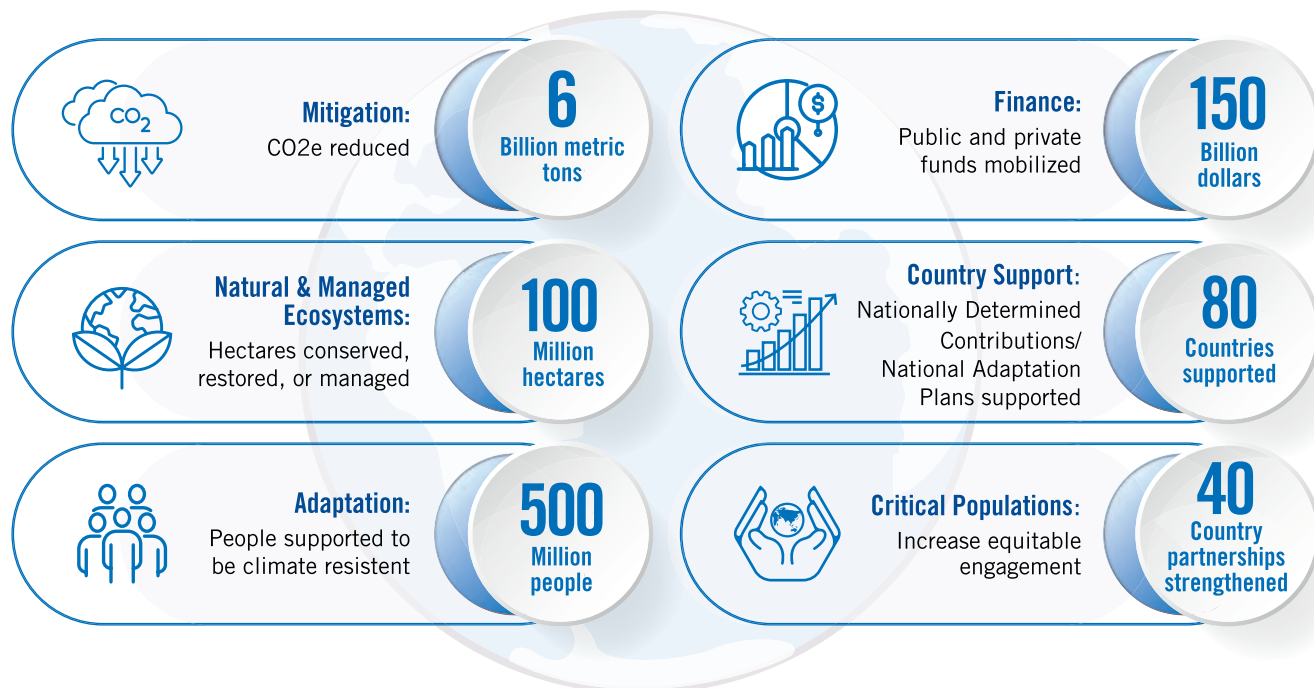 CO2
Mitigation:
CO2e reduced
6
Billion metric
tons
$
Finance:
Public and private
funds mobilized
150
Billion
dollars
Natural & Managed
Ecosystems:
Hectares conserved,
restored, or managed
100
Million
hectares
Country Support:
Nationally Determined
Contributions/
National Adaptation
Plans supported
80
Countries
supported
Adaptation:
People supported to
be climate resistent
500
Million
people
Critical Populations:
Increase equitable
engagement
40
Country
partnerships
strengthened